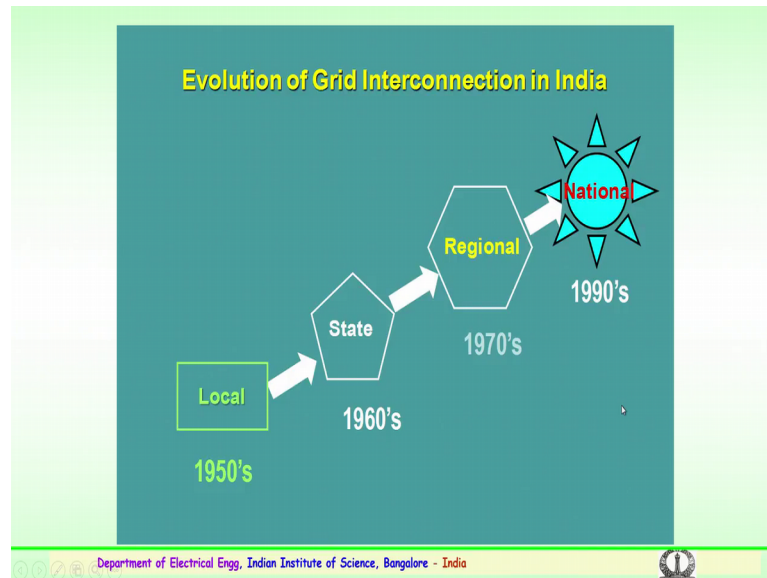 Evolution of Grid Interconnection in India
National
Regional
1990's
State
1970's
Local
1960's
1950's
Department of Electrical Engg, Indian Institute of Science, Bangalore - India